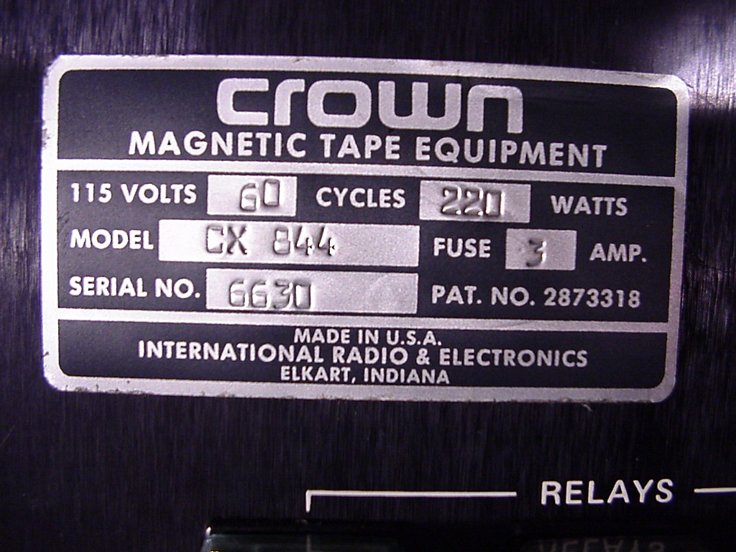 crown
MAGNETIC TAPE EQUIPMENT
115 VOLTS 60 CYCLES 220 WATTS
MODEL CX 844 FUSE 3 AMP.
SERIAL NO. 6630 PAT. NO. 2873318
MADE IN U.S.A.
INTERNATIONAL RADIO & ELECTRONICS
ELKART, INDIANA
RELAYS
RELAYS